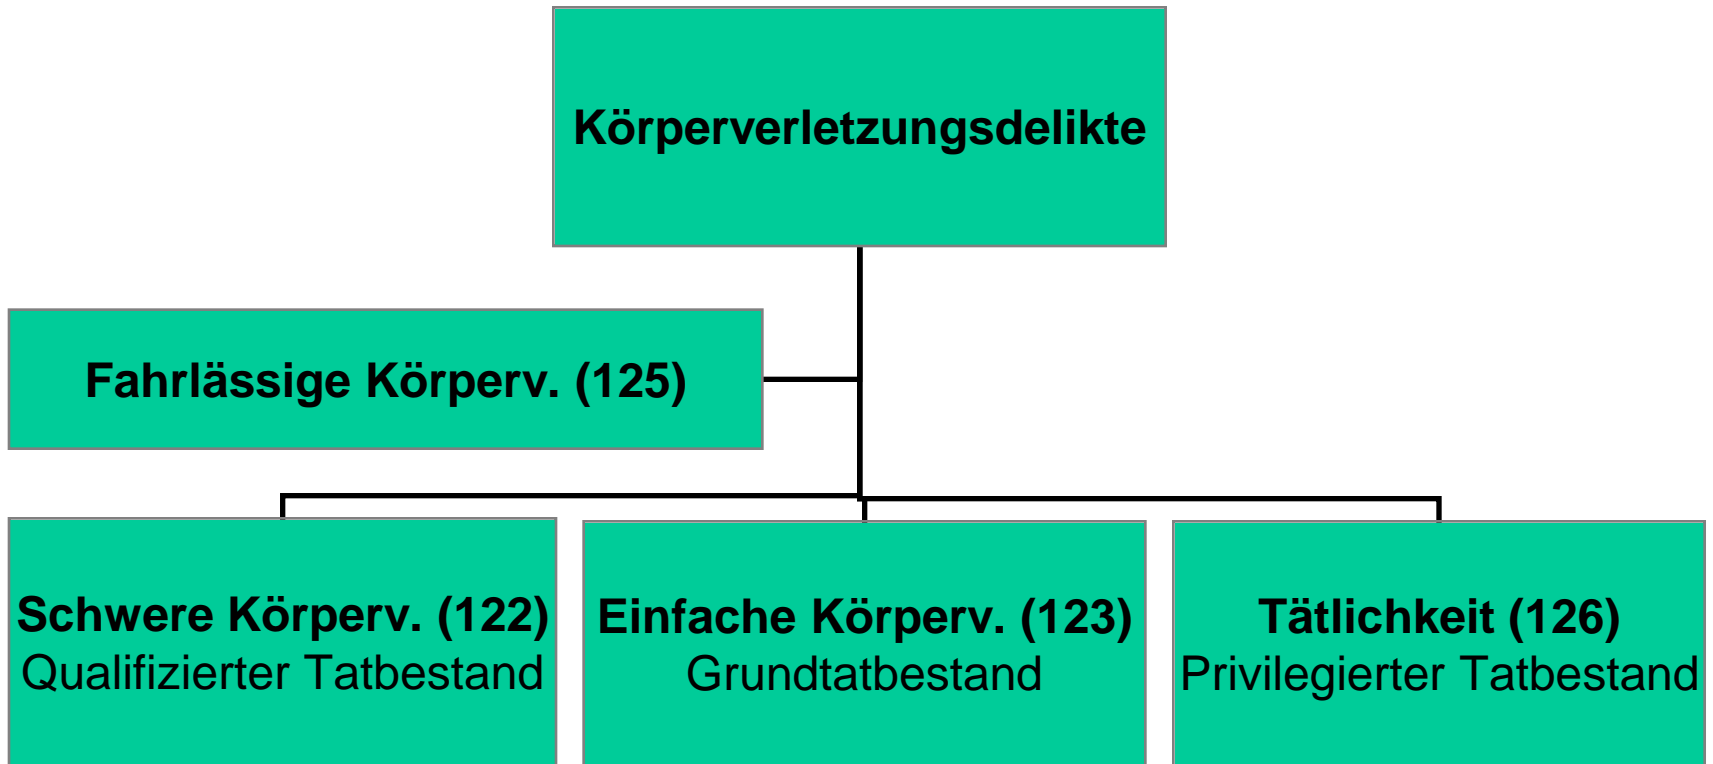 Körperverletzungsdelikte
Fahrlässige Körperv. (125)
Schwere Körperv. (122)
Qualifizierter Tatbestand
Einfache Körperv. (123)
Grundtatbestand
Tätlichkeit (126)
Privilegierter Tatbestand